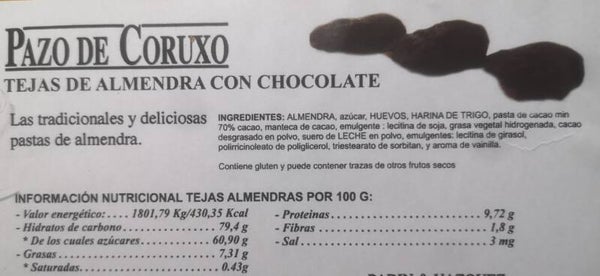 PAZO DE CORUXO
TEJAS DE ALMENDRA CON CHOCOLATE
Las tradicionales y deliciosas
pastas de almendra.
INGREDIENTES: ALMENDRA, azúcar, HUEVOS, HARINA DE TRIGO, pasta de cacao min
70% cacao, manteca de cacao, emulgente : lecitina de soja, grasa vegetal hidrogenada, cacao
desgrasado en polvo, suero de LECHE en polvo, emulgentes: lecitina de girasol,
polirricinoleato de poliglicerol, triestearato de sorbitan, y aroma de vainilla.
Contiene gluten y puede contener trazas de otros frutos secos
INFORMACIÓN NUTRICIONAL TEJAS ALMENDRAS POR 100 G:
- Valor energético: .... 1801,79 Kg/430,35 Kcal
- Hidratos de carbono ................ 79,4 g
* De los cuales azúcares ............ 60,90 g
- Grasas ................................ 7,31 g
* Saturadas. ........................... 0.43g
- Proteinas ............................ 9,72 g
- Fibras ................................ 1,8 g
- Sal .................................... 3 mg